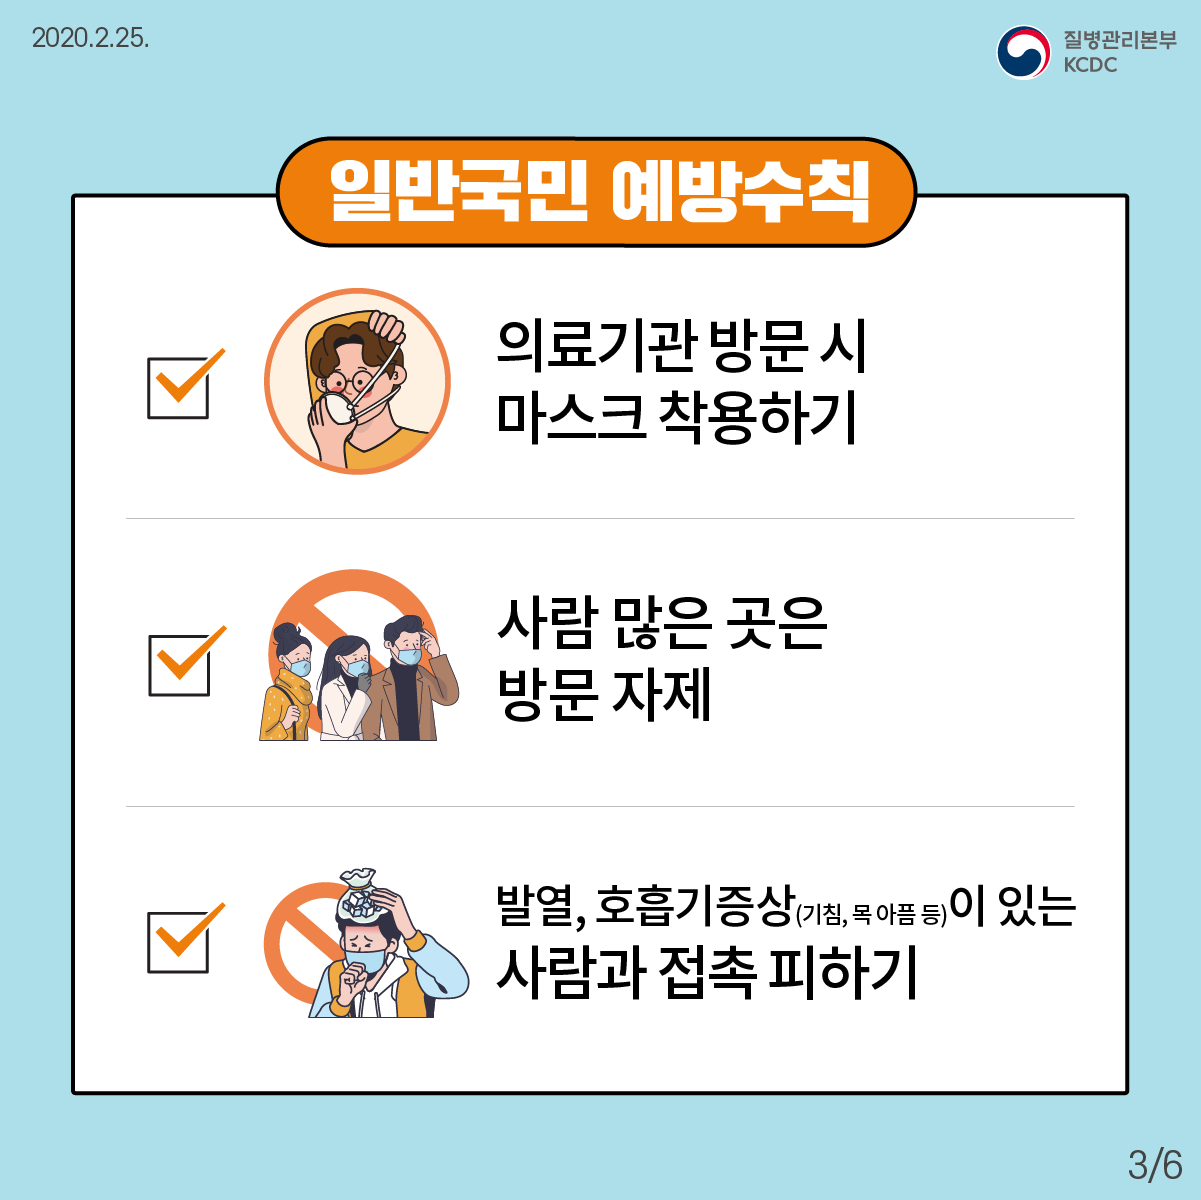 2020.2.25.
질병관리본부
KCDC
일반국민 예방수칙
의료기관 방문 시
마스크 착용하기
사람 많은 곳은
방문 자제
발열, 호흡기증상(기침, 목 아픔 등)이 있는
사람과 접촉 피하기
3/6